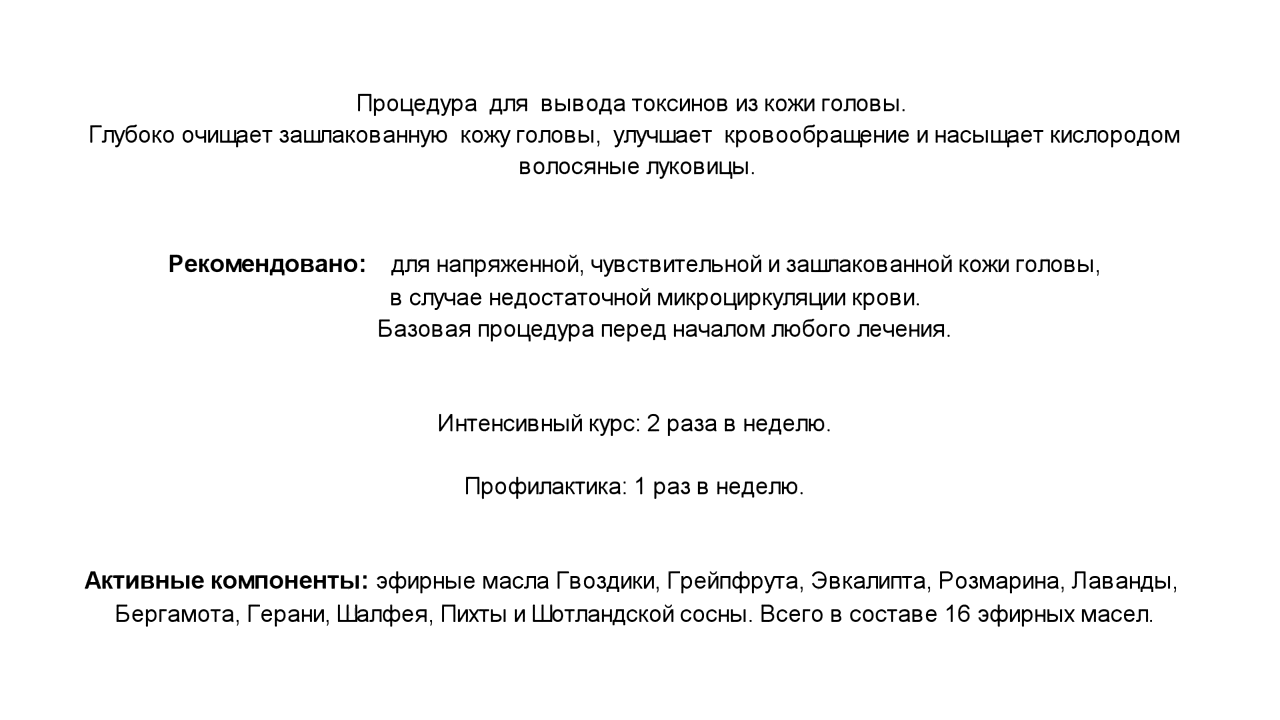 Процедура для вывода токсинов из кожи головы.
Глубоко очищает зашлакованную кожу головы, улучшает кровообращение и насыщает кислородом
волосяные луковицы.
Рекомендовано: для напряженной, чувствительной и зашлакованной кожи головы,
в случае недостаточной микроциркуляции крови.
Базовая процедура перед началом любого лечения.
Интенсивный курс: 2 раза в неделю.
Профилактика: 1 раз в неделю.
Активные компоненты: эфирные масла Гвоздики, Грейпфрута, Эвкалипта, Розмарина, Лаванды,
Бергамота, Герани, Шалфея, Пихты и Шотландской сосны. Всего в составе 16 эфирных масел.